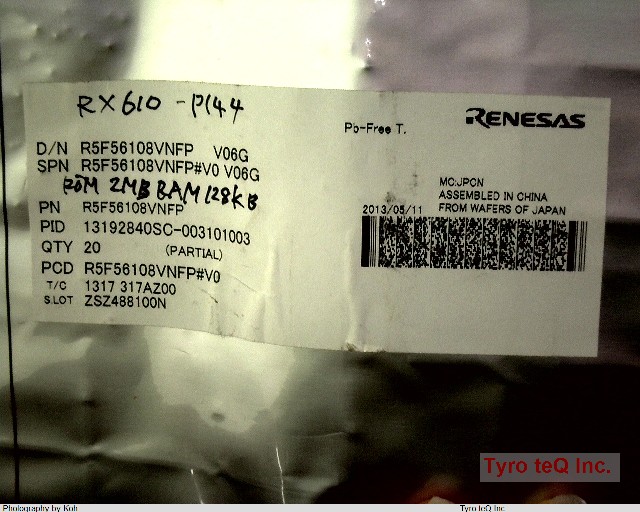 RX610 -P144
RENESAS
Pb-Free T.
D/N R5F56108VNFP V06G
SPN R5F56108VNFP#V0 V06G
ROM 2MB RAM 128KB
PN R5F56108VNFP
PID 13192840SC-003101003
QTY 20 (PARTIAL)
PCD R5F56108VNFP#V0
T/C 1317 317AZ00
S.LOT ZSZ488100N
MC:JPCN
ASSEMBLED IN CHINA
FROM WAFERS OF JAPAN
2013/05/11
Tyro teQ Inc.
Photography by Koh
Tyro teQ Inc